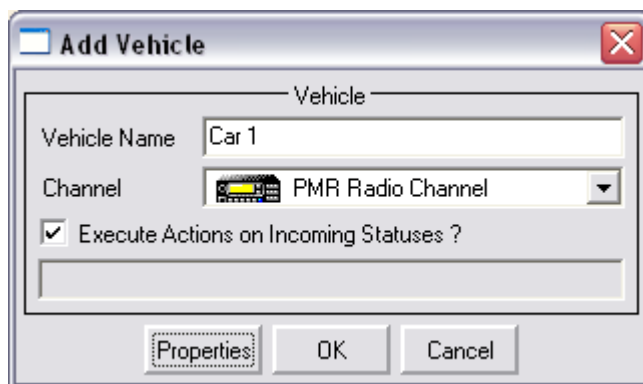 Add Vehicle
Vehicle
Vehicle Name Car 1
Channel PMR Radio Channel
Execute Actions on Incoming Statuses ?
Properties OK Cancel